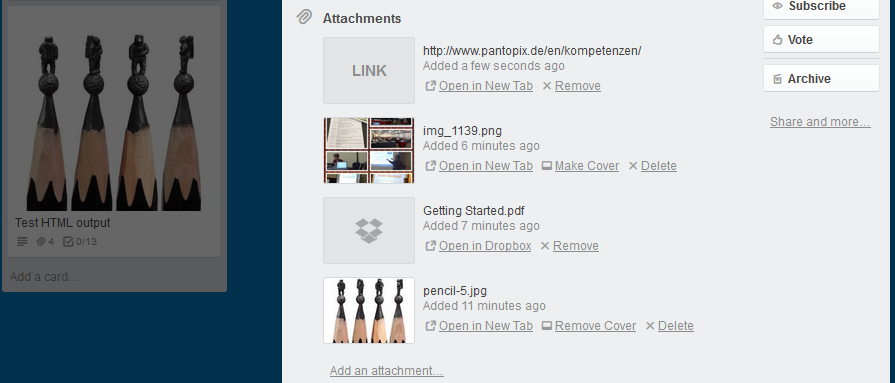 Test HTML output
4 0/13
Add a card…
Attachments
LINK
http://www.pantopix.de/en/kompetenzen/
Added a few seconds ago
Open in New Tab Remove
img_1139.png
Added 6 minutes ago
Open in New Tab Make Cover Delete
Getting Started.pdf
Added 7 minutes ago
Open in Dropbox Remove
pencil-5.jpg
Added 11 minutes ago
Open in New Tab Remove Cover Delete
Add an attachment…
Subscribe
Vote
Archive
Share and more…